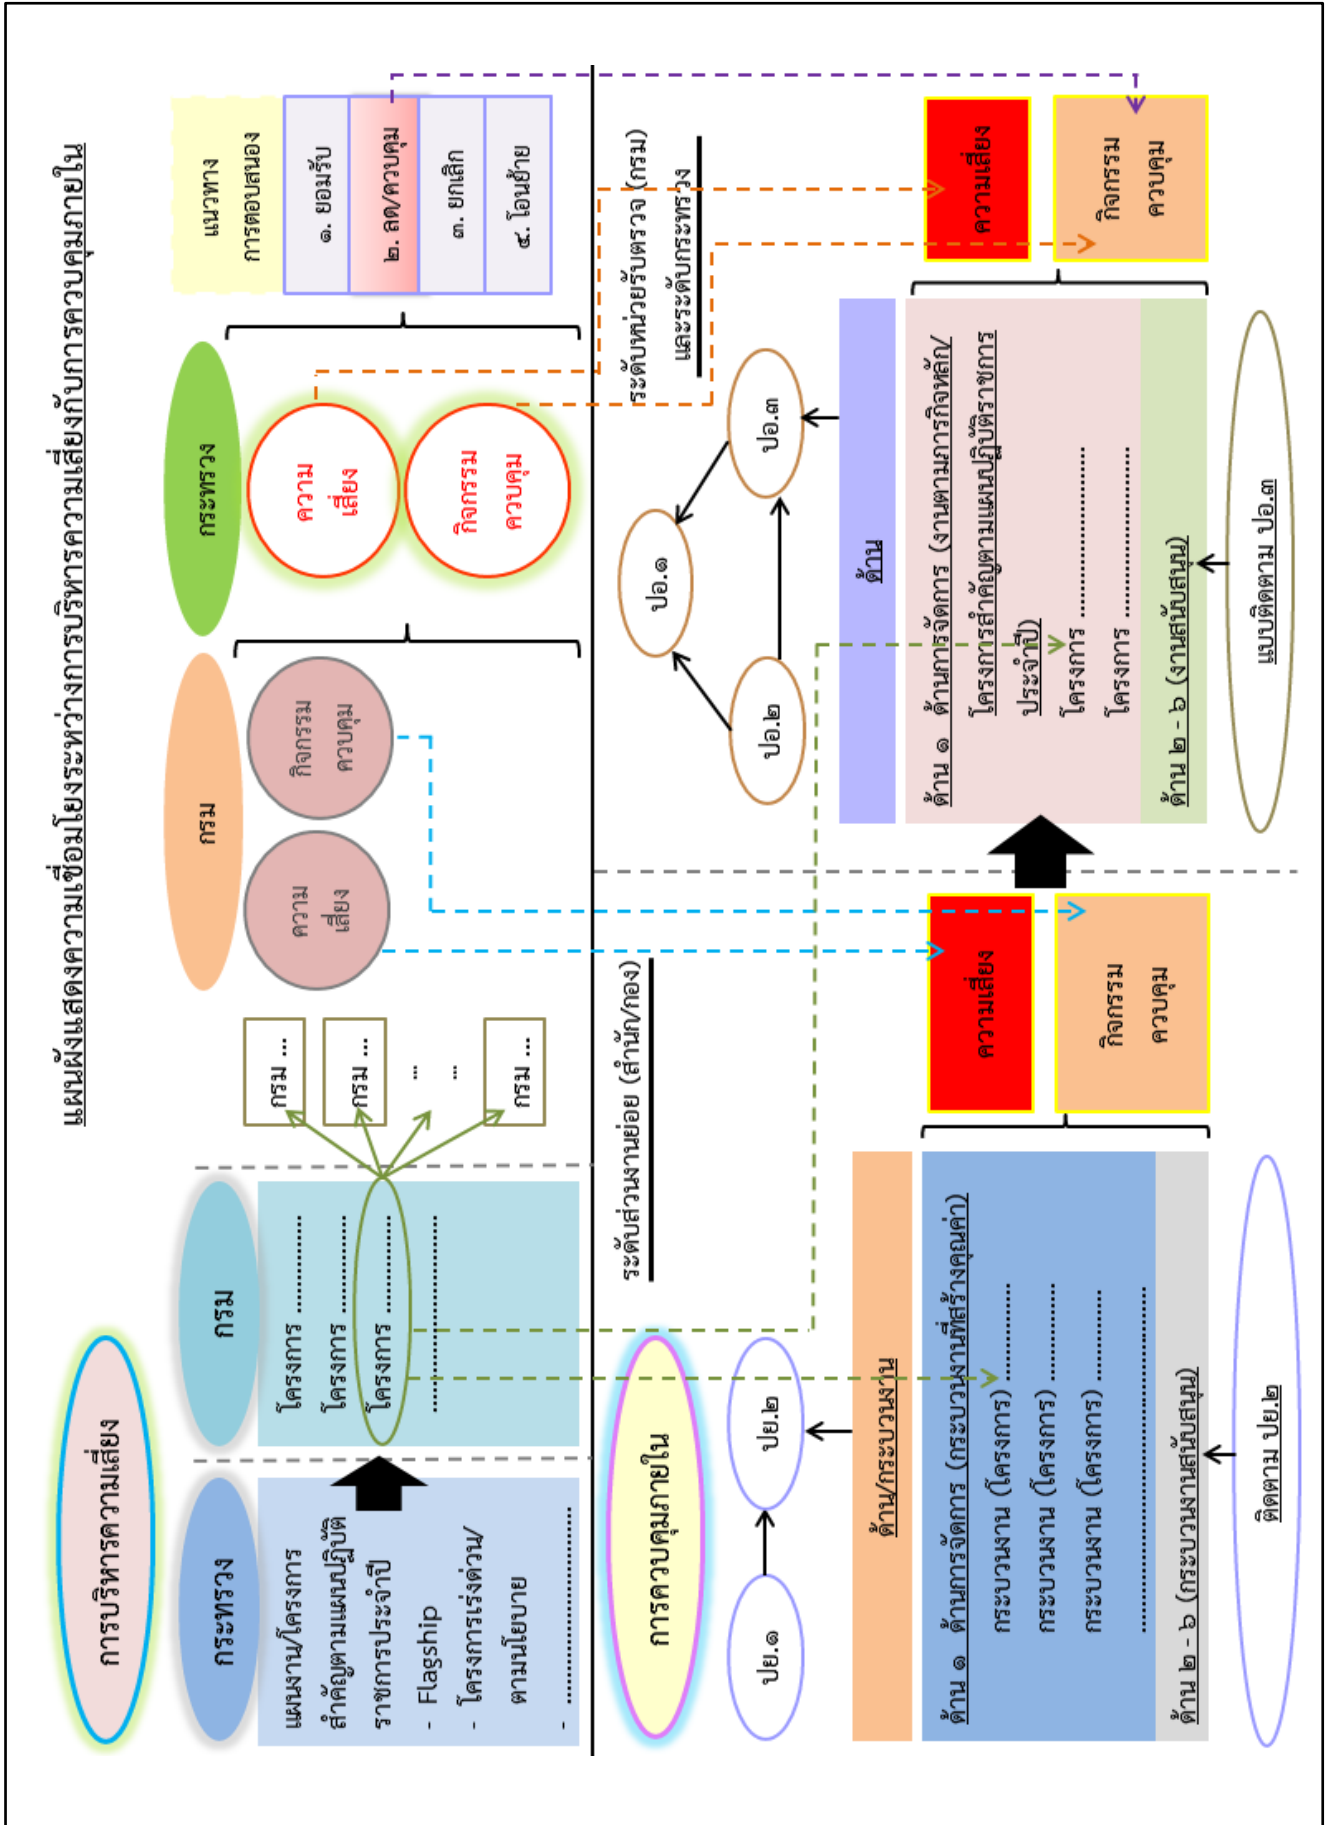 แผนผังแสดงความเชื่อมโยงระหว่างการบริหารความเสี่ยงกับการควบคุมภายใน
การบริหารความเสี่ยง
กระทรวง
แผนงาน/โครงการ
สำคัญตามแผนปฏิบัติ
ราชการประจำปี
- Flagship
- โครงการเร่งด่วน/
ตามนโยบาย
- ..............................
กรม
โครงการ ................
โครงการ ................
โครงการ ................
..............................
กรม ...
กรม ...
...
...
กรม ...
กรม
ความ
เสี่ยง
กิจกรรม
ควบคุม
กระทรวง
ความ
เสี่ยง
กิจกรรม
ควบคุม
แนวทาง
การตอบสนอง
๑. ยอมรับ
๒. ลด/ควบคุม
๓. ยกเลิก
๔. โอนย้าย
การควบคุมภายใน
ระดับส่วนงานย่อย (สำนัก/กอง)
ปย.๑
ปย.๒
ด้าน/กระบวนงาน
ด้าน ๑ ด้านการจัดการ (กระบวนงานที่สร้างคุณค่า)
กระบวนงาน (โครงการ) ................
กระบวนงาน (โครงการ) ................
กระบวนงาน (โครงการ) ................
............................................................
ด้าน ๒ - ๖ (กระบวนงานสนับสนุน)
ติดตาม ปย.๒
ความเสี่ยง
กิจกรรม
ควบคุม
ระดับหน่วยรับตรวจ (กรม)
และระดับกระทรวง
ปอ.๑
ปอ.๒
ปอ.๓
ด้าน
ด้าน ๑ ด้านการจัดการ (งานตามภารกิจหลัก/
โครงการสำคัญตามแผนปฏิบัติราชการ
ประจำปี)
โครงการ ..............................
โครงการ ..............................
ด้าน ๒ - ๖ (งานสนับสนุน)
แบบติดตาม ปอ.๓
ความเสี่ยง
กิจกรรม
ควบคุม